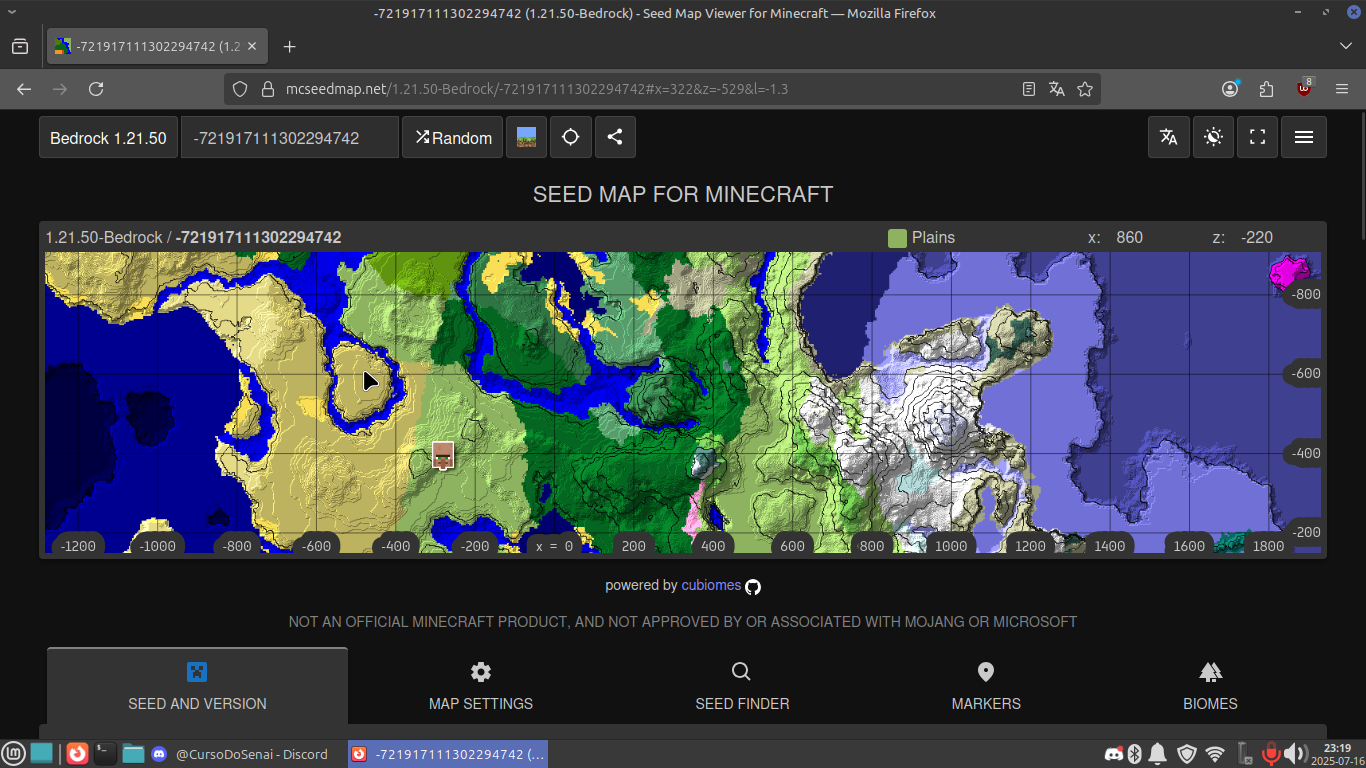 -721917111302294742 (1.21.50-Bedrock) - Seed Map Viewer for Minecraft — Mozilla Firefox
-721917111302294742 (1.2
mcseedmap.net/1.21.50-Bedrock/-721917111302294742#x=322&z=-529&l=-1.3
8
Bedrock 1.21.50
-721917111302294742
Random
SEED MAP FOR MINECRAFT
1.21.50-Bedrock / -721917111302294742
Plains
x: 860
z: -220
-800
-600
-400
-200
-1200 -1000 -800 -600 -400 -200 x = 0 200 400 600 800 1000 1200 1400 1600 1800
powered by cubiomes
NOT AN OFFICIAL MINECRAFT PRODUCT, AND NOT APPROVED BY OR ASSOCIATED WITH MOJANG OR MICROSOFT
SEED AND VERSION
MAP SETTINGS
SEED FINDER
MARKERS
BIOMES
@CursoDoSenai - Discord
-721917111302294742 (...
23:19
2025-07-16